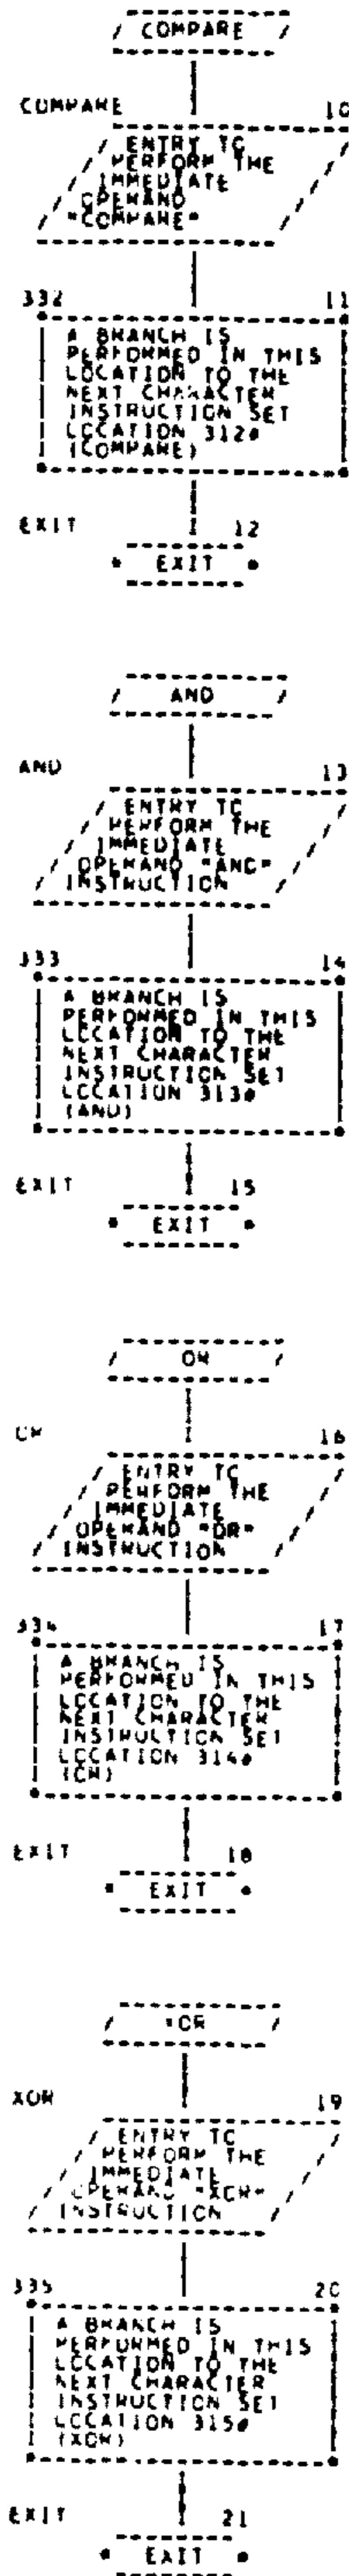 / COMPARE /
COMPARE 10
ENTRY TO
PERFORM THE
IMMEDIATE
OPERAND
"COMPARE"
332 11
A BRANCH IS
PERFORMED IN THIS
LOCATION TO THE
NEXT CHARACTER
INSTRUCTION SET
LOCATION 312#
(COMPARE)
EXIT 12
* EXIT *
/ AND /
AND 13
ENTRY TO
PERFORM THE
IMMEDIATE
OPERAND "AND"
INSTRUCTION
333 14
A BRANCH IS
PERFORMED IN THIS
LOCATION TO THE
NEXT CHARACTER
INSTRUCTION SET
LOCATION 313#
(AND)
EXIT 15
* EXIT *
/ OR /
OR 16
ENTRY TO
PERFORM THE
IMMEDIATE
OPERAND "OR"
INSTRUCTION
334 17
A BRANCH IS
PERFORMED IN THIS
LOCATION TO THE
NEXT CHARACTER
INSTRUCTION SET
LOCATION 314#
(OR)
EXIT 18
* EXIT *
/ XOR /
XOR 19
ENTRY TO
PERFORM THE
IMMEDIATE
OPERAND "XOR"
INSTRUCTION
335 20
A BRANCH IS
PERFORMED IN THIS
LOCATION TO THE
NEXT CHARACTER
INSTRUCTION SET
LOCATION 315#
(XOR)
EXIT 21
* EXIT *